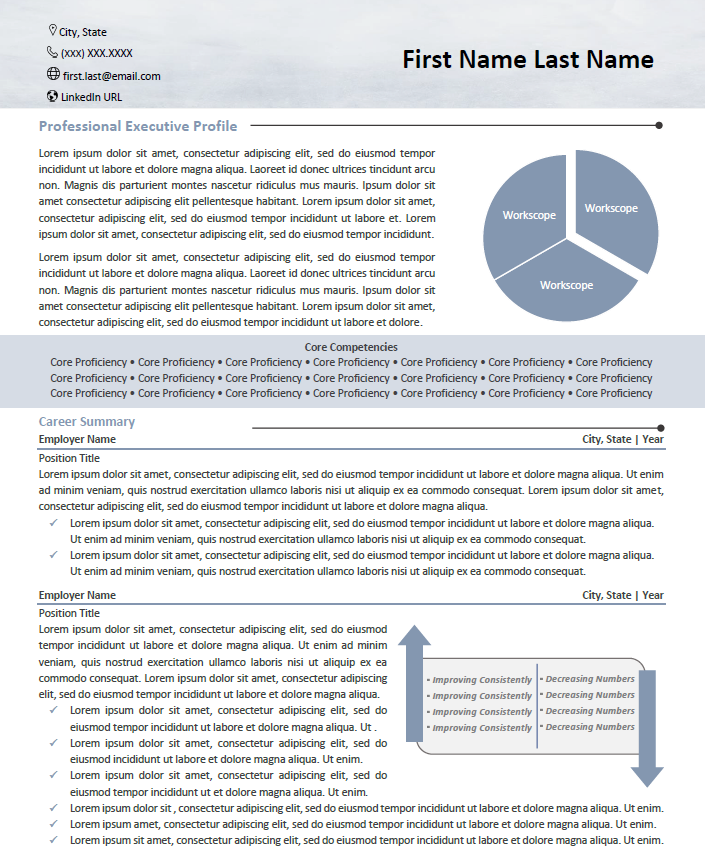 City, State
(xxx) XXX.XXXX
first.last@email.com
LinkedIn URL
First Name Last Name
Professional Executive Profile
Lorem ipsum dolor sit amet, consectetur adipiscing elit, sed do eiusmod tempor
incididunt ut labore et dolore magna aliqua. Laoreet id donec ultrices tincidunt arcu
non. Magnis dis parturient montes nascetur ridiculus mus mauris. Ipsum dolor sit
amet consectetur adipiscing elit pellentesque habitant. Lorem ipsum dolor sit amet,
consectetur adipiscing elit, sed do eiusmod tempor incididunt ut labore et. Lorem
ipsum dolor sit amet, consectetur adipiscing elit, sed do eiusmod tempor incididunt.
Lorem ipsum dolor sit amet, consectetur adipiscing elit, sed do eiusmod tempor
incididunt ut labore et dolore magna aliqua. Laoreet id donec ultrices tincidunt arcu
non. Magnis dis parturient montes nascetur ridiculus mus mauris. Ipsum dolor sit
amet consectetur adipiscing elit pellentesque habitant. Lorem ipsum dolor sit amet,
consectetur adipiscing elit, sed do eiusmod tempor incididunt ut labore et dolore.
Workscope
Workscope
Workscope
Core Competencies
Core Proficiency • Core Proficiency • Core Proficiency • Core Proficiency • Core Proficiency • Core Proficiency • Core Proficiency
Core Proficiency • Core Proficiency • Core Proficiency • Core Proficiency • Core Proficiency • Core Proficiency • Core Proficiency
Core Proficiency • Core Proficiency • Core Proficiency • Core Proficiency • Core Proficiency • Core Proficiency • Core Proficiency
Career Summary
Employer Name City, State | Year
Position Title
Lorem ipsum dolor sit amet, consectetur adipiscing elit, sed do eiusmod tempor incididunt ut labore et dolore magna aliqua. Ut enim
ad minim veniam, quis nostrud exercitation ullamco laboris nisi ut aliquip ex ea commodo consequat. Lorem ipsum dolor sit amet,
consectetur adipiscing elit, sed do eiusmod tempor incididunt ut labore et dolore magna aliqua.
✓ Lorem ipsum dolor sit amet, consectetur adipiscing elit, sed do eiusmod tempor incididunt ut labore et dolore magna aliqua.
Ut enim ad minim veniam, quis nostrud exercitation ullamco laboris nisi ut aliquip ex ea commodo consequat.
✓ Lorem ipsum dolor sit amet, consectetur adipiscing elit, sed do eiusmod tempor incididunt ut labore et dolore magna aliqua.
Ut enim ad minim veniam, quis nostrud exercitation ullamco laboris nisi ut aliquip ex ea commodo consequat.
Employer Name City, State | Year
Position Title
Lorem ipsum dolor sit amet, consectetur adipiscing elit, sed do eiusmod
tempor incididunt ut labore et dolore magna aliqua. Ut enim ad minim
veniam, quis nostrud exercitation ullamco laboris nisi ut aliquip ex ea
commodo consequat. Lorem ipsum dolor sit amet, consectetur adipiscing
elit, sed do eiusmod tempor incididunt ut labore et dolore magna aliqua.
✓ Lorem ipsum dolor sit amet, consectetur adipiscing elit, sed do
eiusmod tempor incididunt ut labore et dolore magna aliqua. Ut .
✓ Lorem ipsum dolor sit amet, consectetur adipiscing elit, sed do
eiusmod incididunt ut labore et dolore magna aliqua. Ut enim.
✓ Lorem ipsum dolor sit amet, consectetur adipiscing elit, sed do
eiusmod tempor incididunt ut et dolore magna aliqua. Ut enim.
▪ Improving Consistently ▪ Decreasing Numbers
▪ Improving Consistently ▪ Decreasing Numbers
▪ Improving Consistently ▪ Decreasing Numbers
▪ Improving Consistently ▪ Decreasing Numbers
✓ Lorem ipsum dolor sit , consectetur adipiscing elit, sed do eiusmod tempor incididunt ut labore et dolore magna aliqua. Ut enim.
✓ Lorem ipsum amet, consectetur adipiscing elit, sed do eiusmod tempor incididunt ut labore et dolore magna aliqua. Ut enim.
✓ Lorem ipsum dolor sit amet, consectetur adipiscing elit, sed do eiusmod incididunt ut labore et dolore magna aliqua. Ut enim.